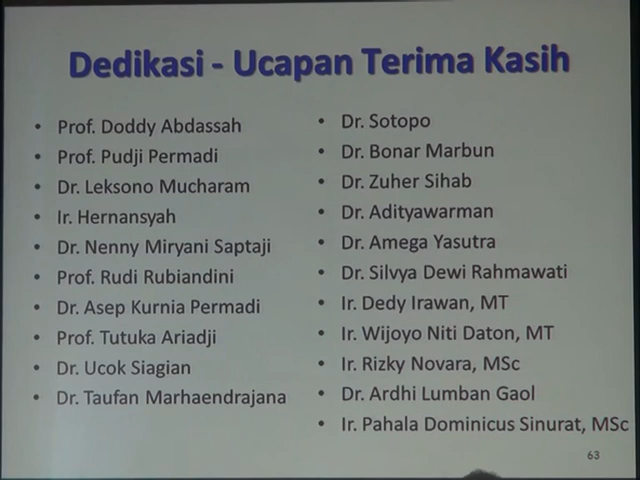 Dedikasi - Ucapan Terima Kasih
• Prof. Doddy Abdassah
• Prof. Pudji Permadi
• Dr. Leksono Mucharam
• Ir. Hernansyah
• Dr. Nenny Miryani Saptaji
• Prof. Rudi Rubiandini
• Dr. Asep Kurnia Permadi
• Prof. Tutuka Ariadji
• Dr. Ucok Siagian
• Dr. Taufan Marhaendrajana
• Dr. Sotopo
• Dr. Bonar Marbun
• Dr. Zuher Sihab
• Dr. Adityawarman
• Dr. Amega Yasutra
• Dr. Silvya Dewi Rahmawati
• Ir. Dedy Irawan, MT
• Ir. Wijoyo Niti Daton, MT
• Ir. Rizky Novara, MSc
• Dr. Ardhi Lumban Gaol
• Ir. Pahala Dominicus Sinurat, MSc
63